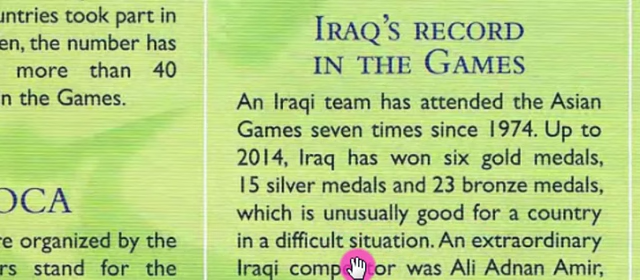 untries took part in
en, the number has
more than 40
n the Games.
OCA
re organized by the
rs stand for the
IRAQ'S RECORD
IN THE GAMES
An Iraqi team has attended the Asian
Games seven times since 1974. Up to
2014, Iraq has won six gold medals,
15 silver medals and 23 bronze medals,
which is unusually good for a country
in a difficult situation. An extraordinary
Iraqi was Ali Adnan Amir,